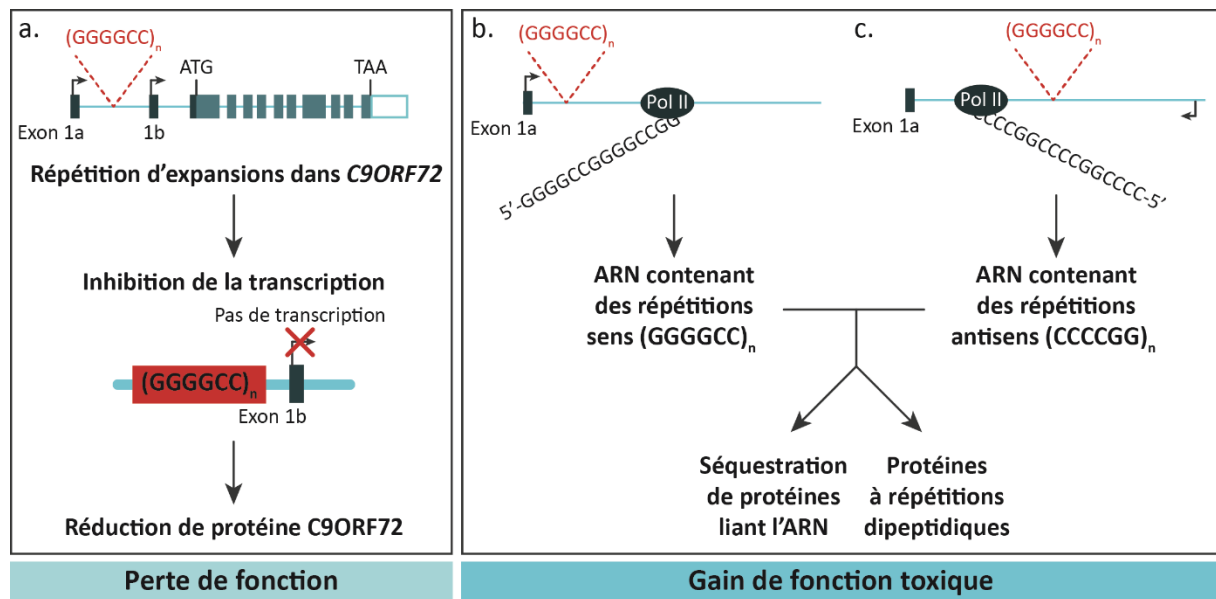 a.
(GGGGCC)n
ATG
TAA
Exon 1a
1b
Répétition d'expansions dans C9ORF72
Inhibition de la transcription
Pas de transcription
(GGGGCC)n
Exon 1b
Réduction de protéine C9ORF72
Perte de fonction
b.
(GGGGCC)n
Pol II
Exon 1a
5'-GGGGCCGGGGCCGG
ARN contenant
des répétitions
sens (GGGGCC)n
c.
(GGGGCC)n
Pol II
Exon 1a
CCCCGGCCCCGGCCCC-5'
ARN contenant
des répétitions
antisens (CCCCGG)n
Séquestration
de protéines
liant l'ARN
Protéines
à répétitions
dipeptidiques
Gain de fonction toxique